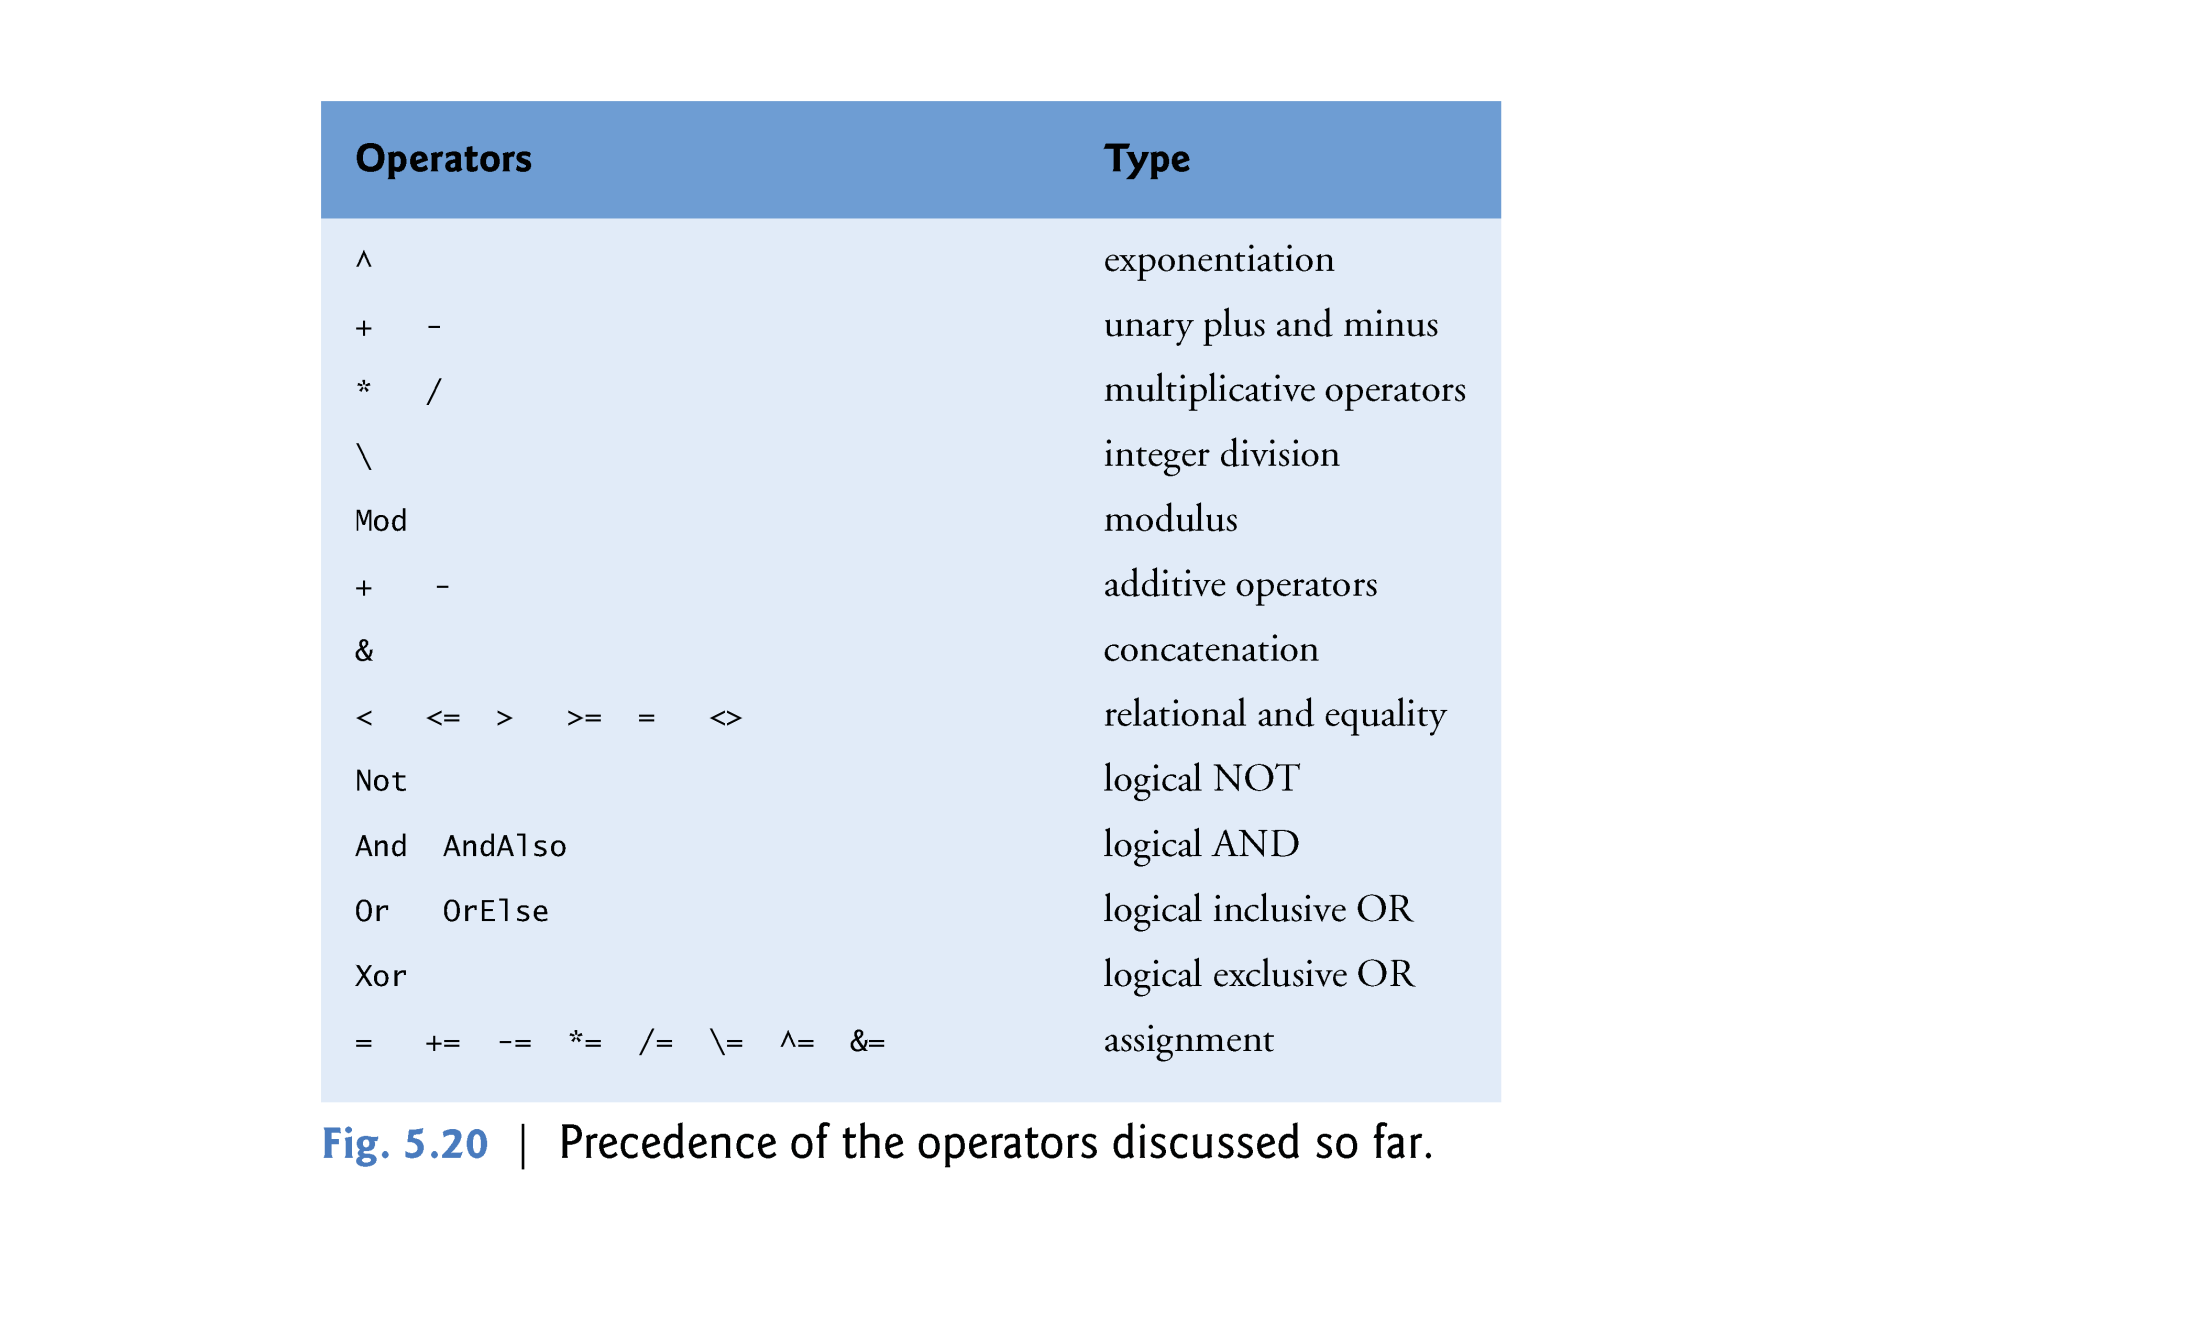 Operators Type
^ exponentiation
+ - unary plus and minus
* / multiplicative operators
\ integer division
Mod modulus
+ - additive operators
& concatenation
< <= > >= = <> relational and equality
Not logical NOT
And AndAlso logical AND
Or OrElse logical inclusive OR
Xor logical exclusive OR
= += -= *= /= \= ^= &= assignment
Fig. 5.20 | Precedence of the operators discussed so far.